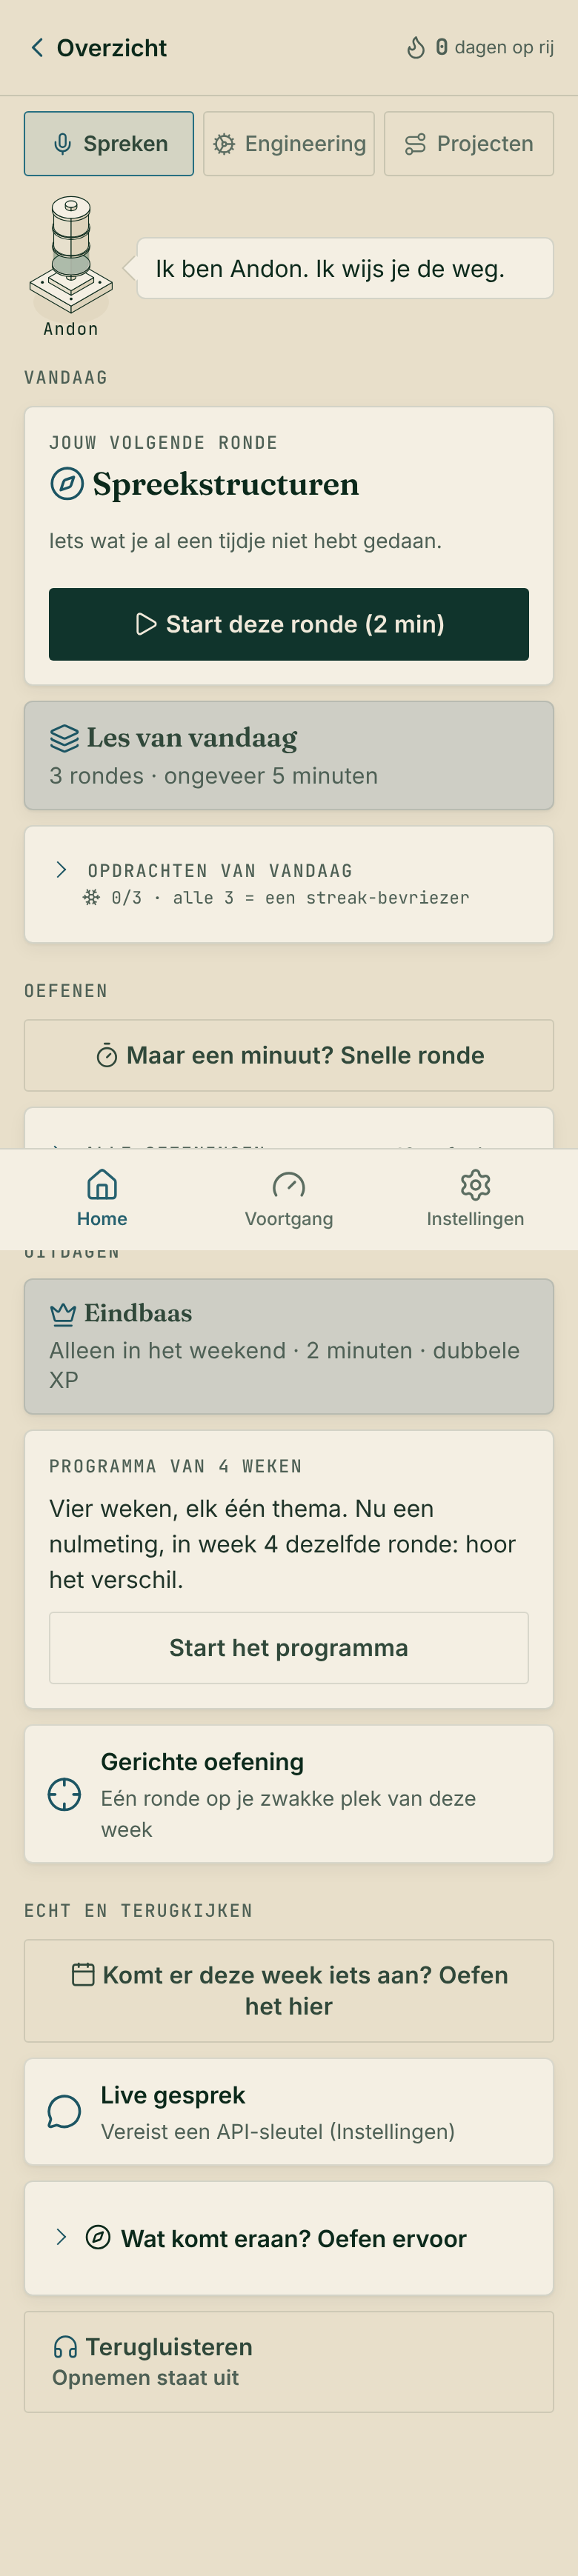 Overzicht
0 dagen op rij
Spreken
Engineering
Projecten
Ik ben Andon. Ik wijs je de weg.
Andon
VANDAAG
JOUW VOLGENDE RONDE
Spreekstructuren
Iets wat je al een tijdje niet hebt gedaan.
Start deze ronde (2 min)
Les van vandaag
3 rondes · ongeveer 5 minuten
OPDRACHTEN VAN VANDAAG
0/3 · alle 3 = een streak-bevriezer
OEFENEN
Maar een minuut? Snelle ronde
Home
Voortgang
Instellingen
UITDAGEN
Eindbaas
Alleen in het weekend · 2 minuten · dubbele
XP
PROGRAMMA VAN 4 WEKEN
Vier weken, elk één thema. Nu een
nulmeting, in week 4 dezelfde ronde: hoor
het verschil.
Start het programma
Gerichte oefening
Eén ronde op je zwakke plek van deze
week
ECHT EN TERUGKIJKEN
Komt er deze week iets aan? Oefen
het hier
Live gesprek
Vereist een API-sleutel (Instellingen)
Wat komt eraan? Oefen ervoor
Terugluisteren
Opnemen staat uit